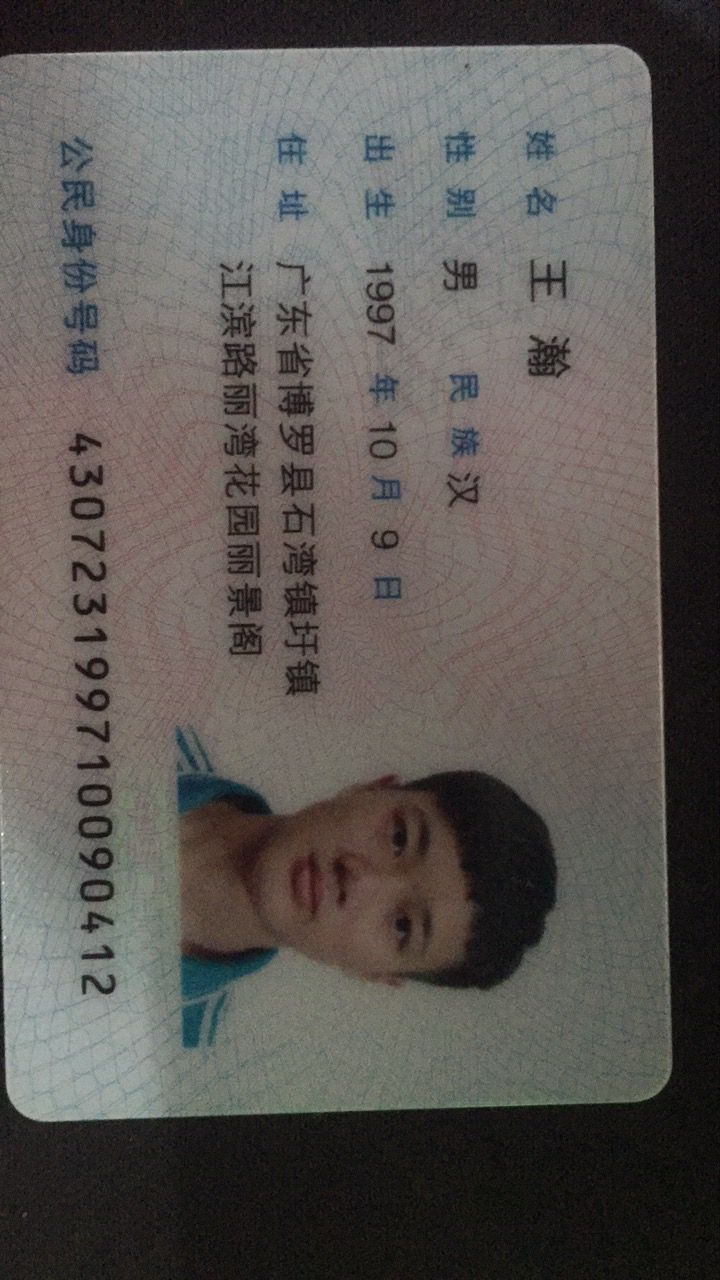 姓名 王瀚
性别 男 民族 汉
出生 1997 年 10 月 9 日
住址 广东省博罗县石湾镇圩镇
江滨路丽湾花园丽景阁
公民身份号码 430723199710090412